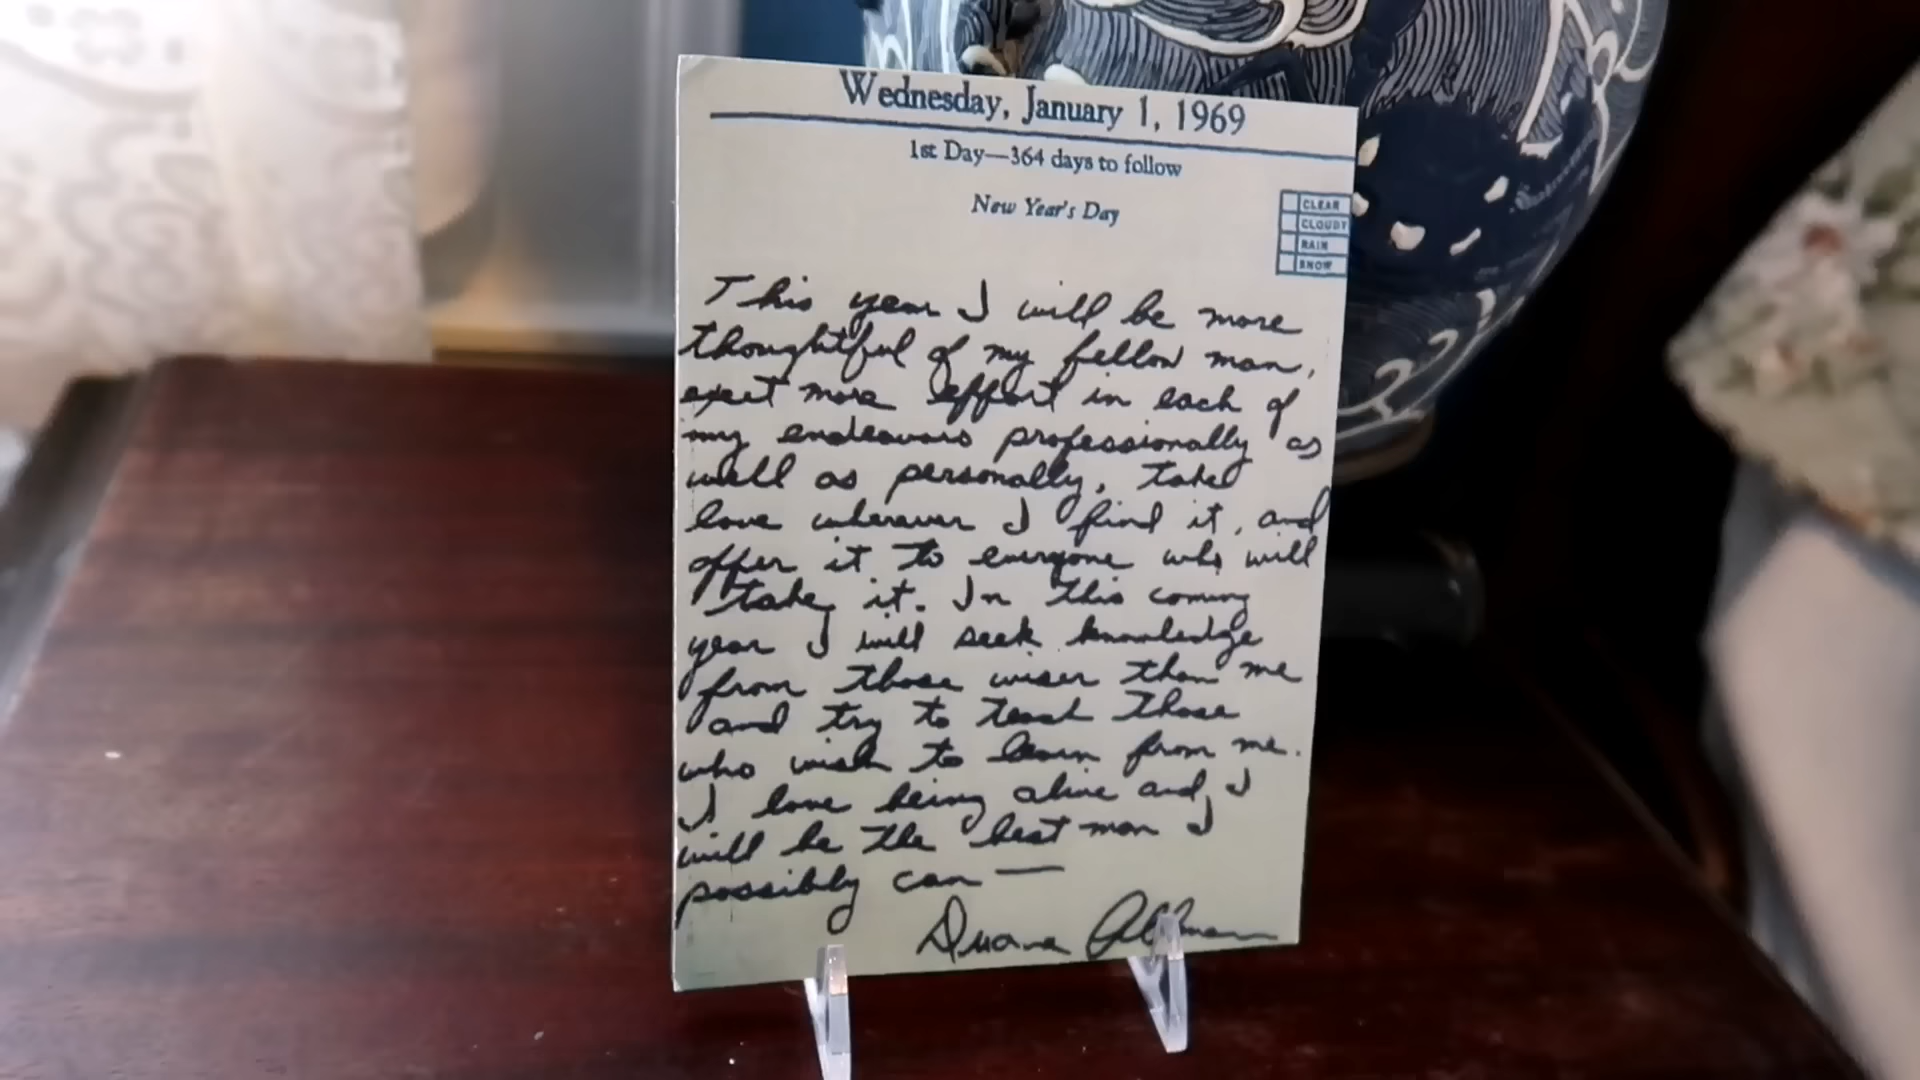 Wednesday, January 1, 1969
1st Day—364 days to follow
New Year's Day
CLEAR
CLOUDY
RAIN
SNOW
This year I will be more
thoughtful of my fellow man,
exert more effort in each of
my endeavors professionally as
well as personally, take
love wherever I find it, and
offer it to everyone who will
take it. In this coming
year I will seek knowledge
from those wiser than me
and try to teach those
who wish to learn from me.
I love being alive and I
will be the best man I
possibly can —
Duane Allman